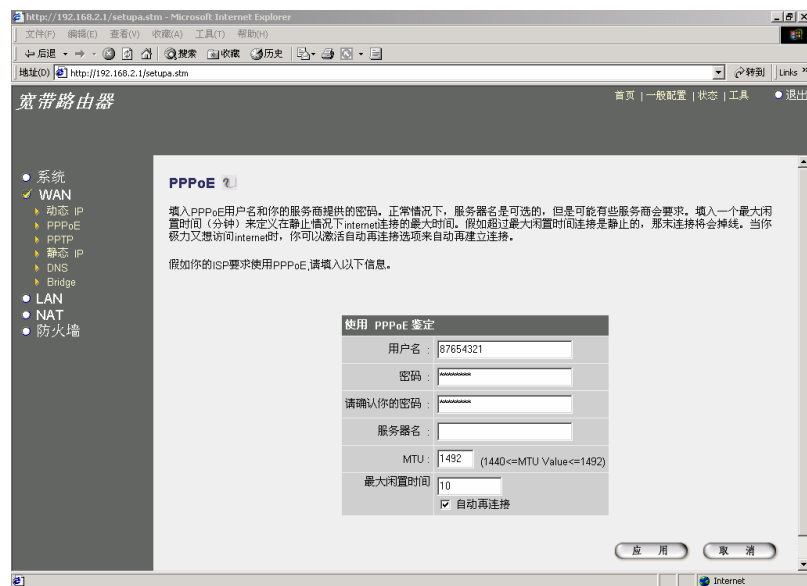 http://192.168.2.1/setupa.stm - Microsoft Internet Explorer
文件(F) 编辑(E) 查看(V) 收藏(A) 工具(T) 帮助(H)
后退 搜索 收藏 历史
地址(D) http://192.168.2.1/setupa.stm 转到 Links »
宽带路由器
首页 | 一般配置 | 状态 | 工具 退出
系统
WAN
动态 IP
PPPoE
PPTP
静态 IP
DNS
Bridge
LAN
NAT
防火墙
PPPoE
填入PPPoE用户名和你的服务商提供的密码。正常情况下，服务器名是可选的，但是可能有些服务商会要求。填入一个最大闲
置时间（分钟）来定义在静止情况下internet连接的最大时间。假如超过最大闲置时间连接是静止的，那末连接将会掉线。当你
极力又想访问internet时，你可以激活自动再连接选项来自动再建立连接。
假如你的ISP要求使用PPPoE,请填入以下信息。
使用 PPPoE 鉴定
用户名 : 87654321
密码 : ********
请确认你的密码 : ********
服务器名 :
MTU : 1492 (1440<=MTU Value<=1492)
最大闲置时间 10
自动再连接
应 用 取 消
Internet